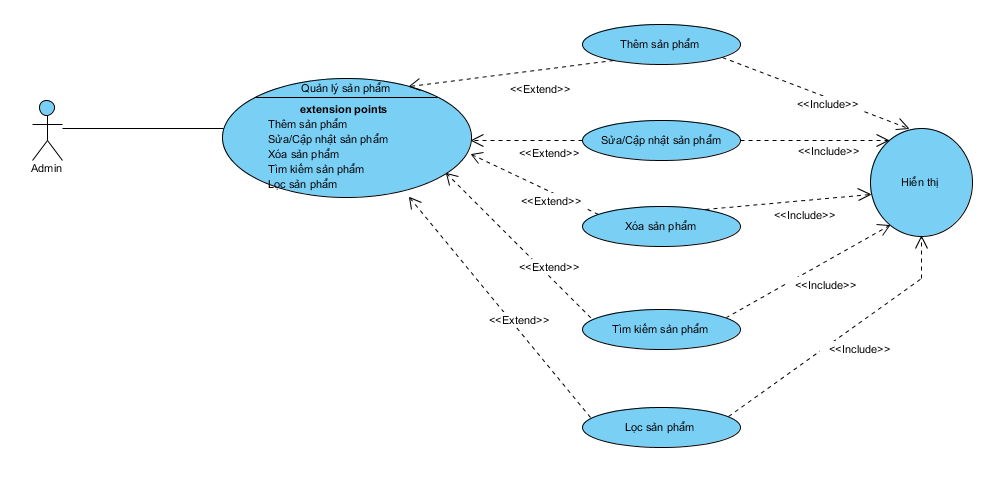 Thêm sản phẩm
Quản lý sản phẩm
<<Extend>>
<<Include>>
extension points
Thêm sản phẩm
Sửa/Cập nhật sản phẩm
Xóa sản phẩm
Tìm kiếm sản phẩm
Lọc sản phẩm
Admin
Sửa/Cập nhật sản phẩm
<<Extend>>
<<Include>>
Hiển thị
<<Extend>>
<<Include>>
Xóa sản phẩm
<<Extend>>
<<Include>>
Tìm kiếm sản phẩm
<<Extend>>
<<Include>>
Lọc sản phẩm